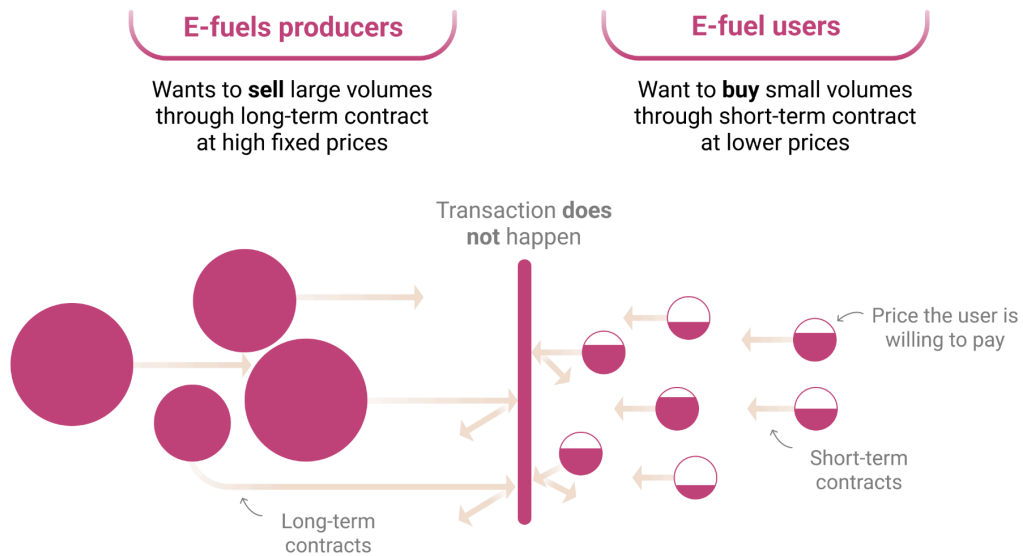 E-fuels producers
Wants to sell large volumes
through long-term contract
at high fixed prices
E-fuel users
Want to buy small volumes
through short-term contract
at lower prices
Transaction does
not happen
Price the user is
willing to pay
Short-term
contracts
Long-term
contracts